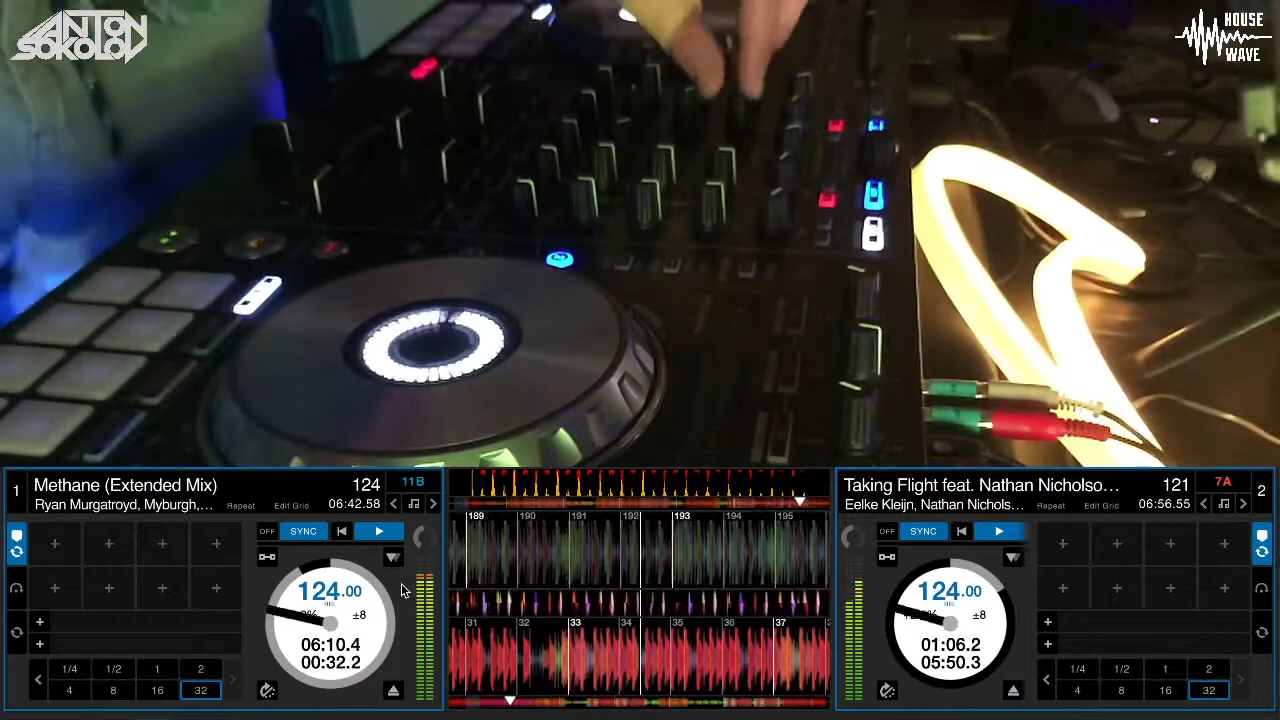 ANTON
SOKOLOV
HOUSE
WAVE
1
Methane (Extended Mix)
124
11B
Ryan Murgatroyd, Myburgh,...
Repeat
Edit Grid
06:42.58
OFF
SYNC
124.00
REL
±8
06:10.4
00:32.2
1/4
1/2
1
2
4
8
16
32
189
190
191
192
193
194
195
31
32
33
34
35
36
37
Taking Flight feat. Nathan Nicholso...
121
7A
2
Eelke Kleijn, Nathan Nichols...
Repeat
Edit Grid
06:56.55
OFF
SYNC
124.00
REL
±8
01:06.2
05:50.3
1/4
1/2
1
2
4
8
16
32